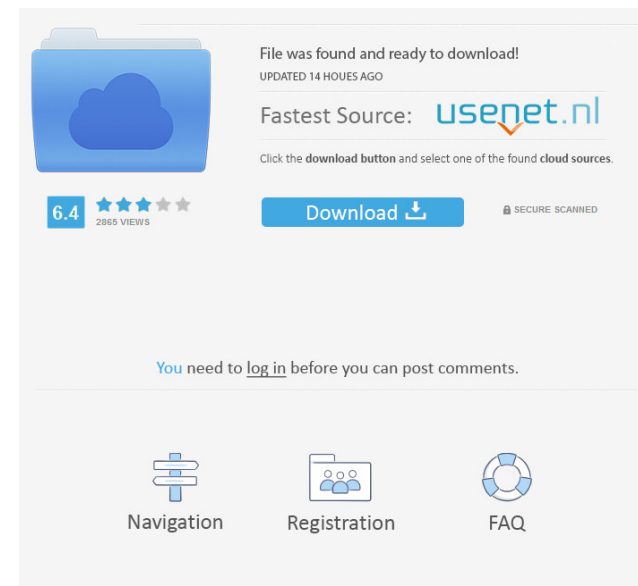 File was found and ready to download!
UPDATED 14 HOUES AGO
Fastest Source: usenet.nl
Click the download button and select one of the found cloud sources.
6.4
2865 VIEWS
Download
SECURE SCANNED
You need to log in before you can post comments.
Navigation
Registration
FAQ